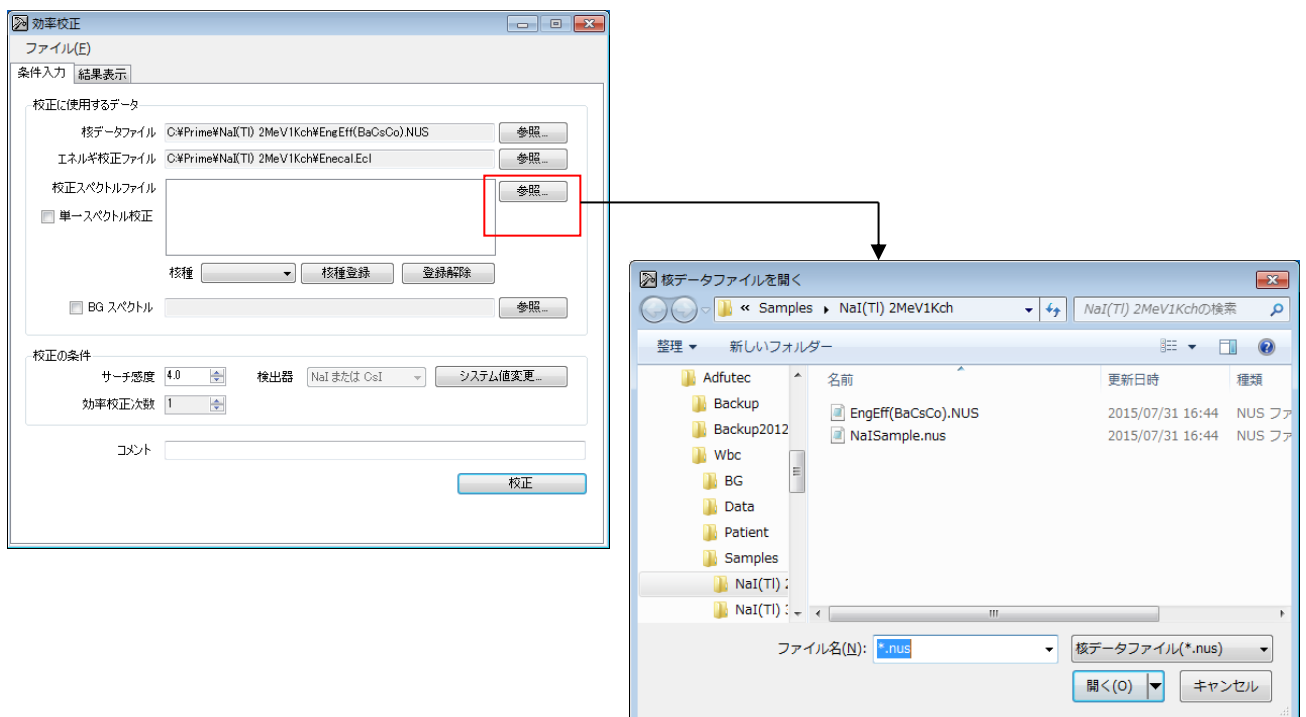 効率校正
ファイル(F)
条件入力 結果表示
校正に使用するデータ
核データファイル C:¥Prime¥NaI(Tl) 2MeV1Kch¥EngEff(BaCsCo).NUS 参照...
エネルギ校正ファイル C:¥Prime¥NaI(Tl) 2MeV1Kch¥Enecal.Ecl 参照...
校正スペクトルファイル 参照...
単一スペクトル校正
核種 核種登録 登録解除
BG スペクトル 参照...
校正の条件
サーチ感度 4.0 検出器 NaI または CsI システム値変更...
効率校正次数 1
コメント
校正
核データファイルを開く
« Samples NaI(Tl) 2MeV1Kch NaI(Tl) 2MeV1Kchの検索
整理 新しいフォルダー
Adfutec
Backup
Backup2012
Wbc
BG
Data
Patient
Samples
NaI(Tl) 2
NaI(Tl) 3
名前 更新日時 種類
EngEff(BaCsCo).NUS 2015/07/31 16:44 NUS ファ
NaISample.nus 2015/07/31 16:44 NUS ファ
ファイル名(N): *.nus 核データファイル(*.nus)
開く(O) キャンセル